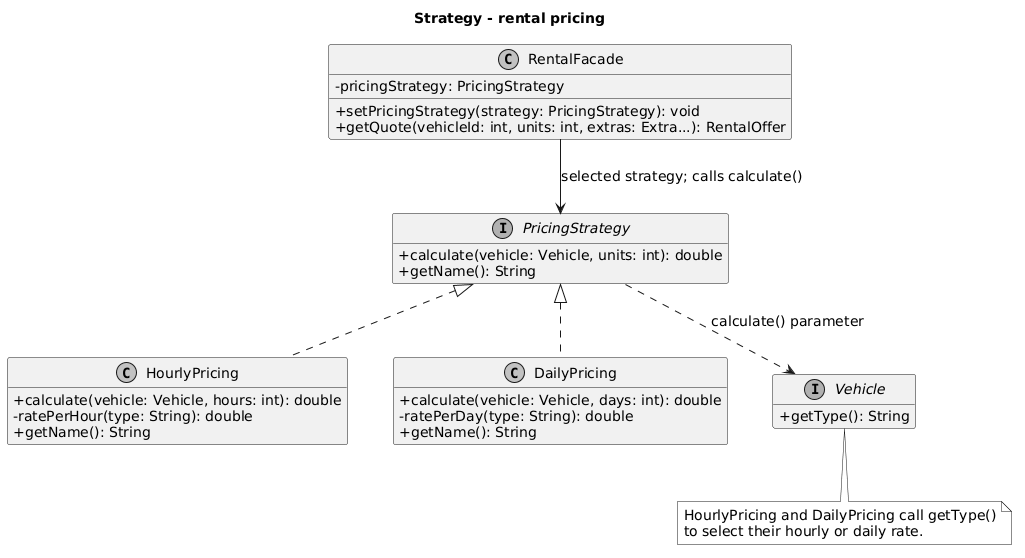 Strategy - rental pricing
C RentalFacade
-pricingStrategy: PricingStrategy
+setPricingStrategy(strategy: PricingStrategy): void
+getQuote(vehicleId: int, units: int, extras: Extra...): RentalOffer
selected strategy; calls calculate()
I PricingStrategy
+calculate(vehicle: Vehicle, units: int): double
+getName(): String
calculate() parameter
C HourlyPricing
+calculate(vehicle: Vehicle, hours: int): double
-ratePerHour(type: String): double
+getName(): String
C DailyPricing
+calculate(vehicle: Vehicle, days: int): double
-ratePerDay(type: String): double
+getName(): String
I Vehicle
+getType(): String
HourlyPricing and DailyPricing call getType()
to select their hourly or daily rate.